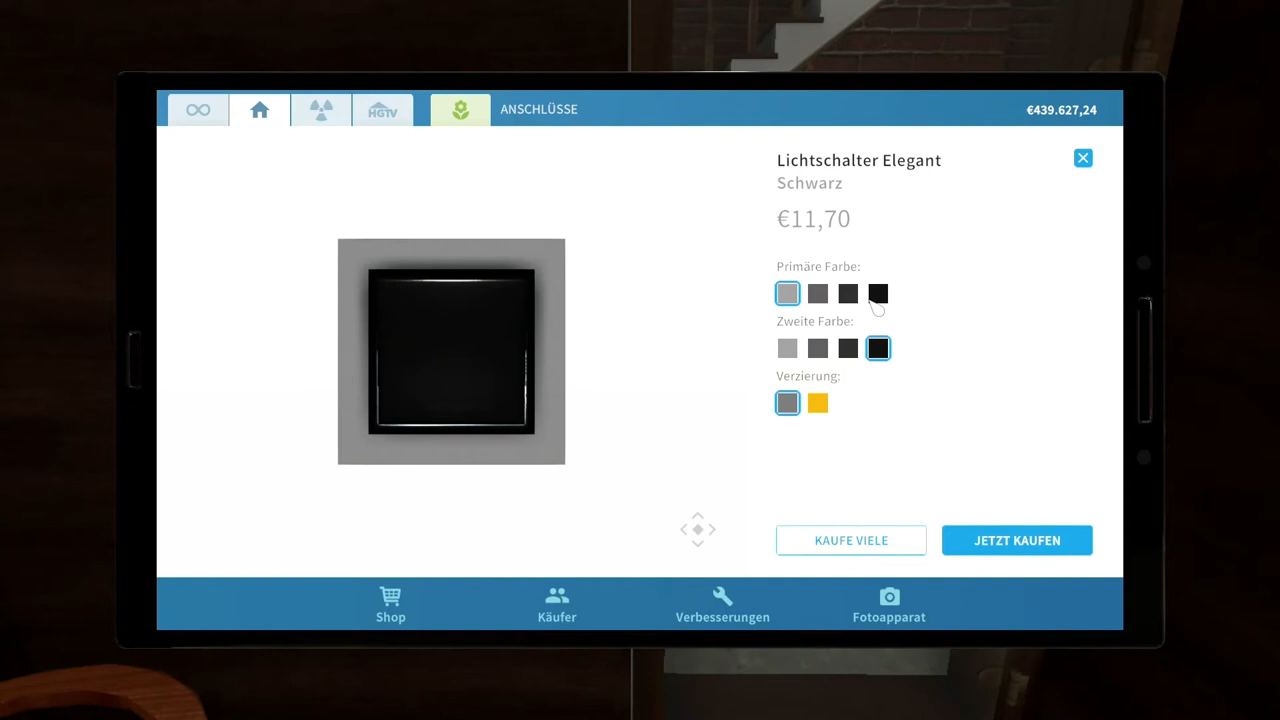 HGTV
ANSCHLÜSSE
€439.627,24
Lichtschalter Elegant
Schwarz
€11,70
Primäre Farbe:
Zweite Farbe:
Verzierung:
KAUFE VIELE
JETZT KAUFEN
Shop
Käufer
Verbesserungen
Fotoapparat